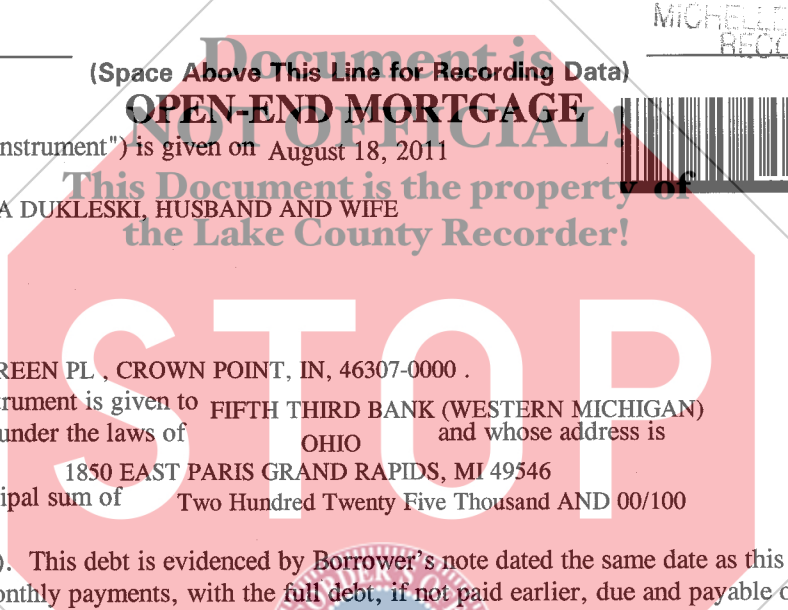 MICHELLE
RECO
Document is
(Space Above This Line for Recording Data)
OPEN-END MORTGAGE
NOT OFFICIAL!
nstrument") is given on August 18, 2011
This Document is the property of
A DUKLESKI, HUSBAND AND WIFE
the Lake County Recorder!
STOP
REEN PL , CROWN POINT, IN, 46307-0000 .
trument is given to FIFTH THIRD BANK (WESTERN MICHIGAN)
under the laws of OHIO and whose address is
1850 EAST PARIS GRAND RAPIDS, MI 49546
ipal sum of Two Hundred Twenty Five Thousand AND 00/100
). This debt is evidenced by Borrower's note dated the same date as this
onthly payments, with the full debt, if not paid earlier, due and payable o